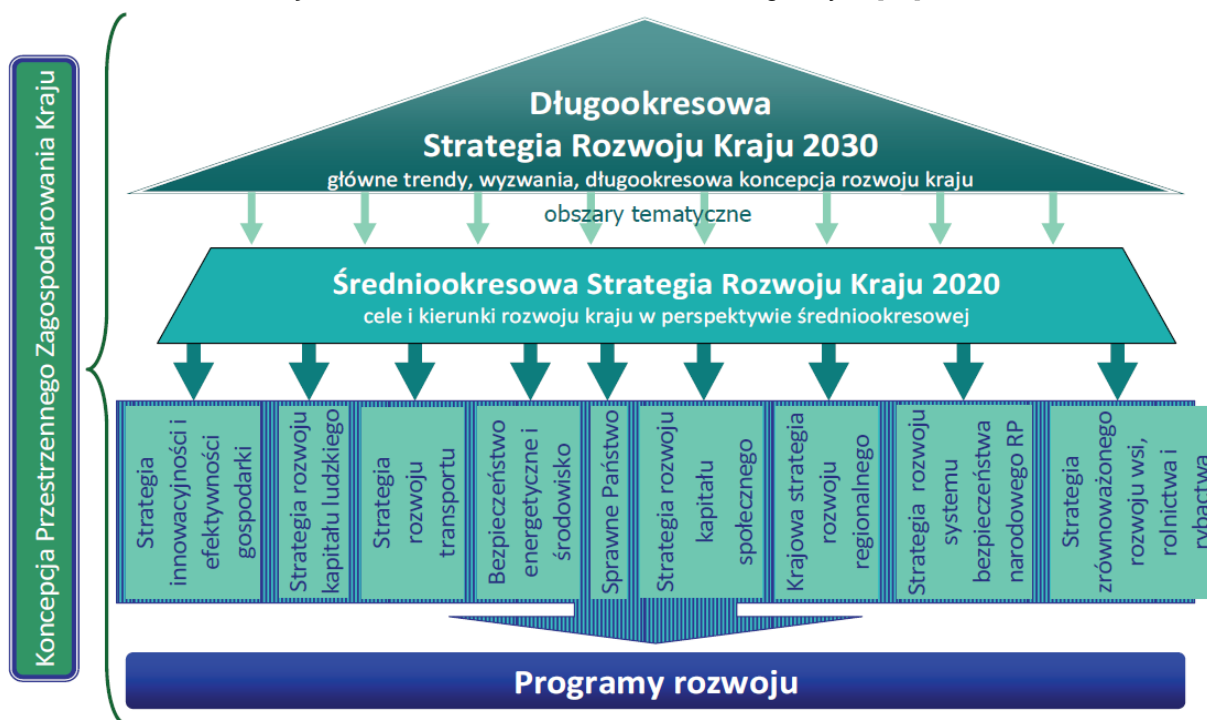 Koncepcja Przestrzennego Zagospodarowania Kraju
Długookresowa
Strategia Rozwoju Kraju 2030
główne trendy, wyzwania, długookresowa koncepcja rozwoju kraju
obszary tematyczne
Średniookresowa Strategia Rozwoju Kraju 2020
cele i kierunki rozwoju kraju w perspektywie średniookresowej
Strategia
innowacyjności i
efektywności
gospodarki
Strategia rozwoju
kapitału ludzkiego
Strategia
rozwoju
transportu
Bezpieczeństwo
energetyczne i
środowisko
Sprawne Państwo
Strategia rozwoju
kapitału
społecznego
Krajowa strategia
rozwoju
regionalnego
Strategia rozwoju
systemu
bezpieczeństwa
narodowego RP
Strategia
zrównoważonego
rozwoju wsi,
rolnictwa i
rybactwa
Programy rozwoju